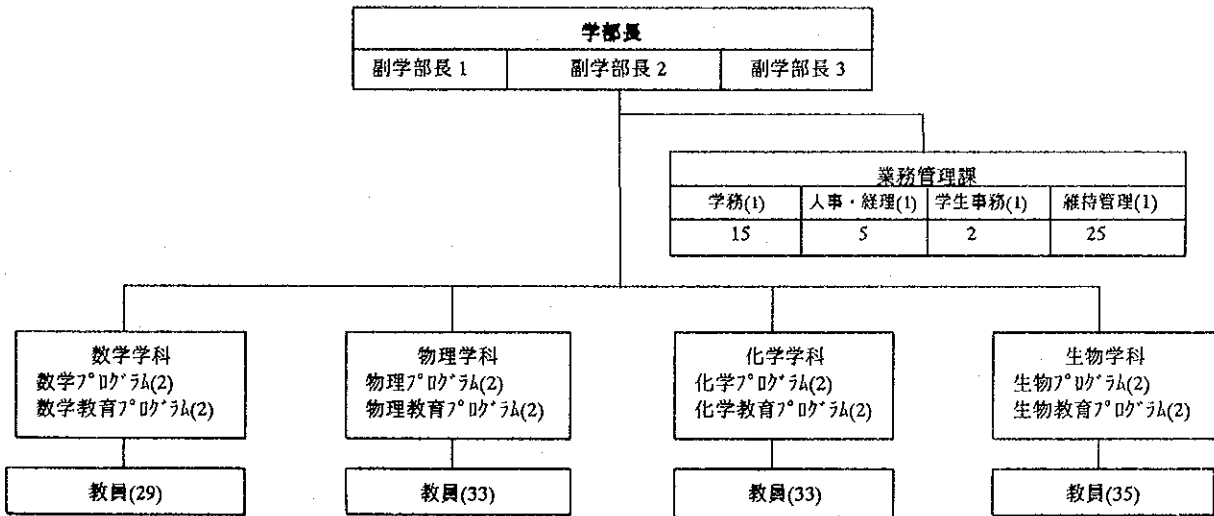 学部長
副学部長 1 副学部長 2 副学部長 3
業務管理課
学務(1) 人事・経理(1) 学生事務(1) 維持管理(1)
15 5 2 25
数学学科
数学ﾌﾟﾛｸﾞﾗﾑ(2)
数学教育ﾌﾟﾛｸﾞﾗﾑ(2)
物理学科
物理ﾌﾟﾛｸﾞﾗﾑ(2)
物理教育ﾌﾟﾛｸﾞﾗﾑ(2)
化学学科
化学ﾌﾟﾛｸﾞﾗﾑ(2)
化学教育ﾌﾟﾛｸﾞﾗﾑ(2)
生物学科
生物ﾌﾟﾛｸﾞﾗﾑ(2)
生物教育ﾌﾟﾛｸﾞﾗﾑ(2)
教員(29) 教員(33) 教員(33) 教員(35)